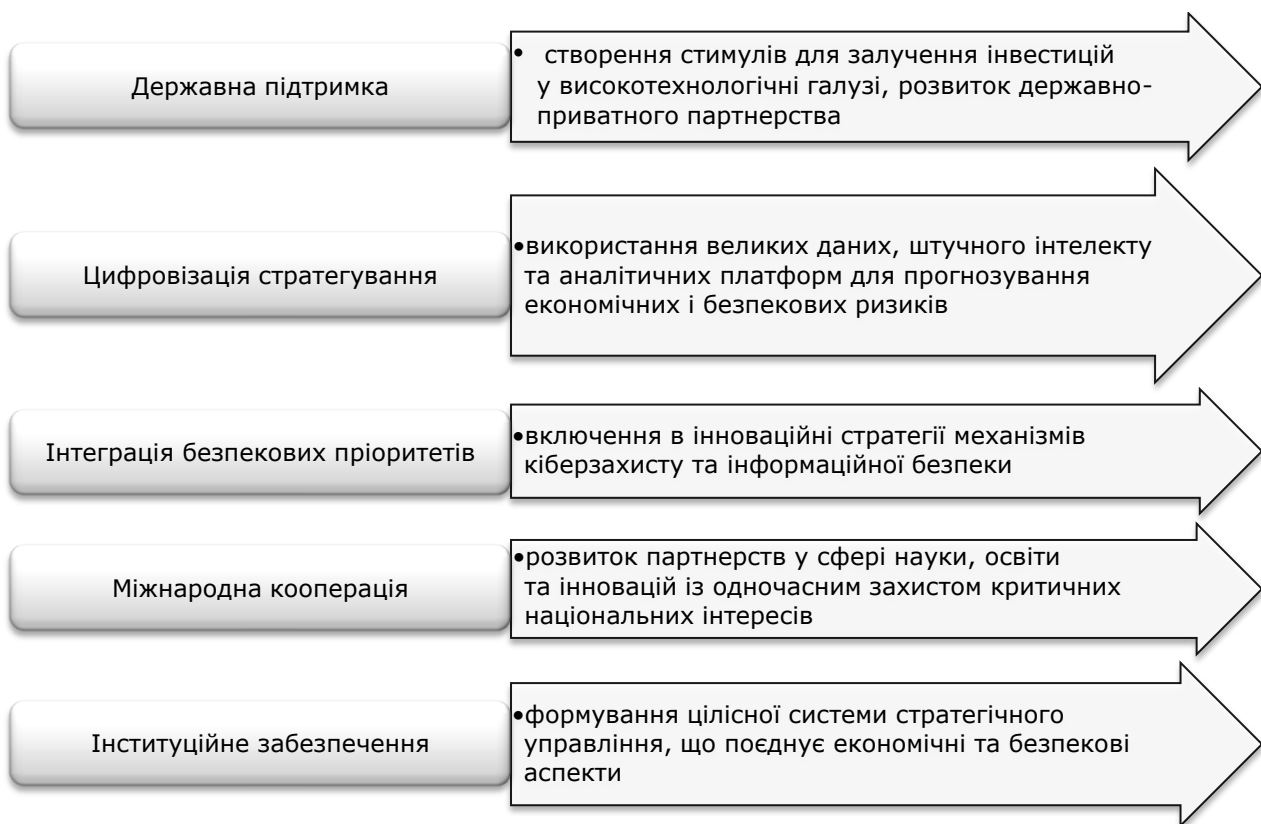 Державна підтримка
• створення стимулів для залучення інвестицій
у високотехнологічні галузі, розвиток державно-
приватного партнерства
Цифровізація стратегування
•використання великих даних, штучного інтелекту
та аналітичних платформ для прогнозування
економічних і безпекових ризиків
Інтеграція безпекових пріоритетів
•включення в інноваційні стратегії механізмів
кіберзахисту та інформаційної безпеки
Міжнародна кооперація
•розвиток партнерств у сфері науки, освіти
та інновацій із одночасним захистом критичних
національних інтересів
Інституційне забезпечення
•формування цілісної системи стратегічного
управління, що поєднує економічні та безпекові
аспекти